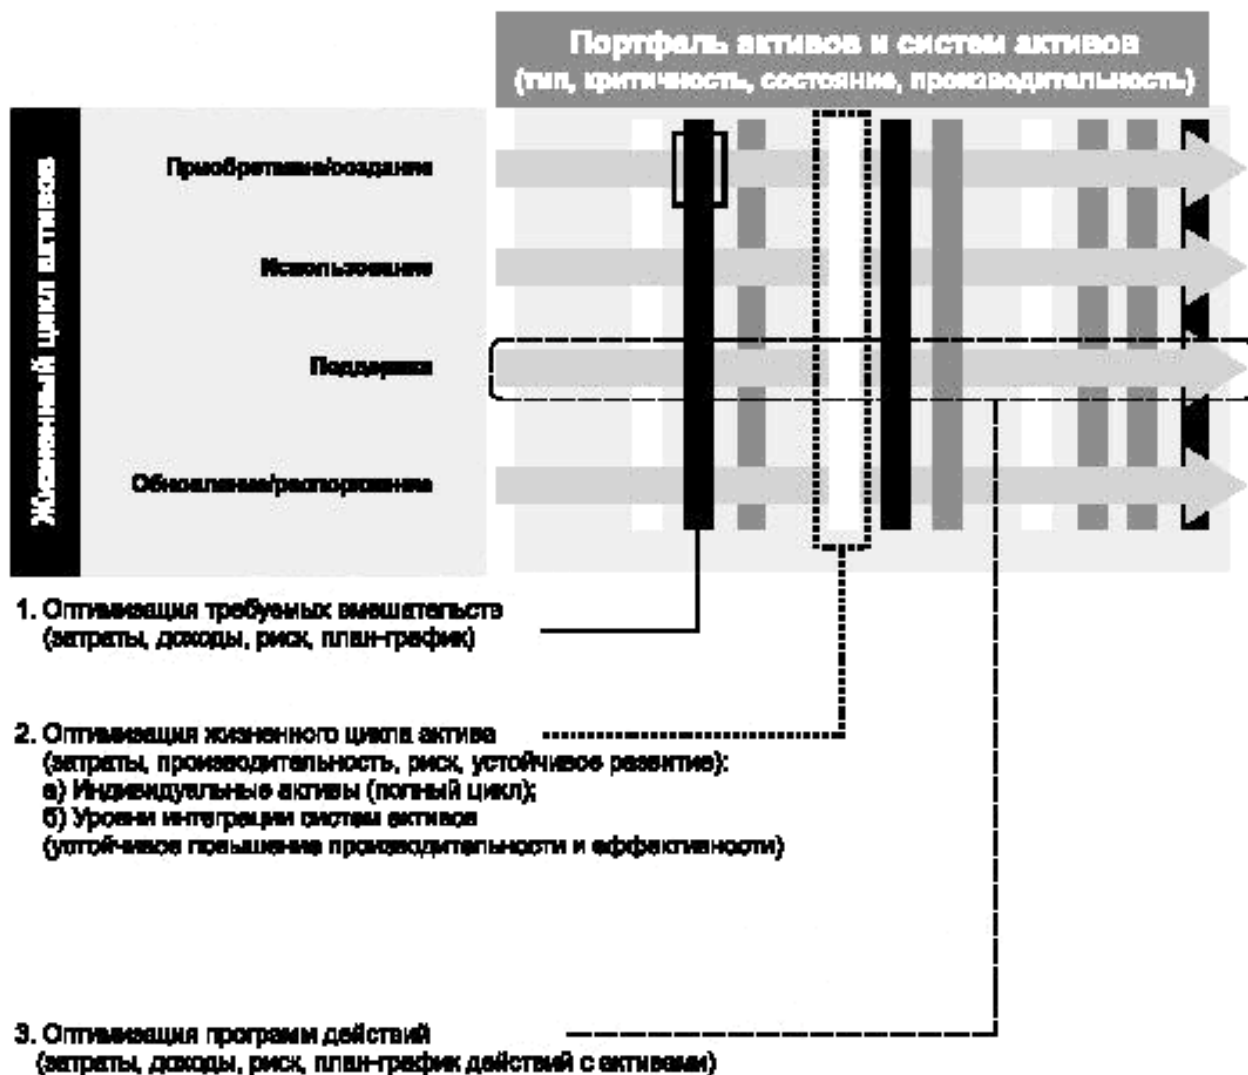 Портфель активов и систем активов
(тип, критичность, состояние, производительность)
Жизненный цикл активов
Приобретение/создание
Использование
Поддержка
Обновление/распоряжение
1. Оптимизация требуемых вмешательств
(затраты, доходы, риск, план-график)
2. Оптимизация жизненного цикла актива
(затраты, производительность, риск, устойчивое развитие):
а) Индивидуальные активы (полный цикл);
б) Уровни интеграции систем активов
(устойчивое повышение производительности и эффективности)
3. Оптимизация программ действий
(затраты, доходы, риск, план-график действий с активами)